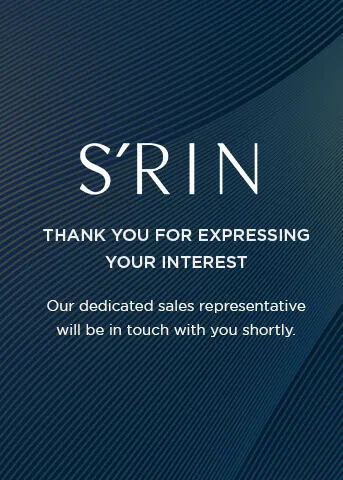 S'RIN
THANK YOU FOR EXPRESSING
YOUR INTEREST
Our dedicated sales representative
will be in touch with you shortly.